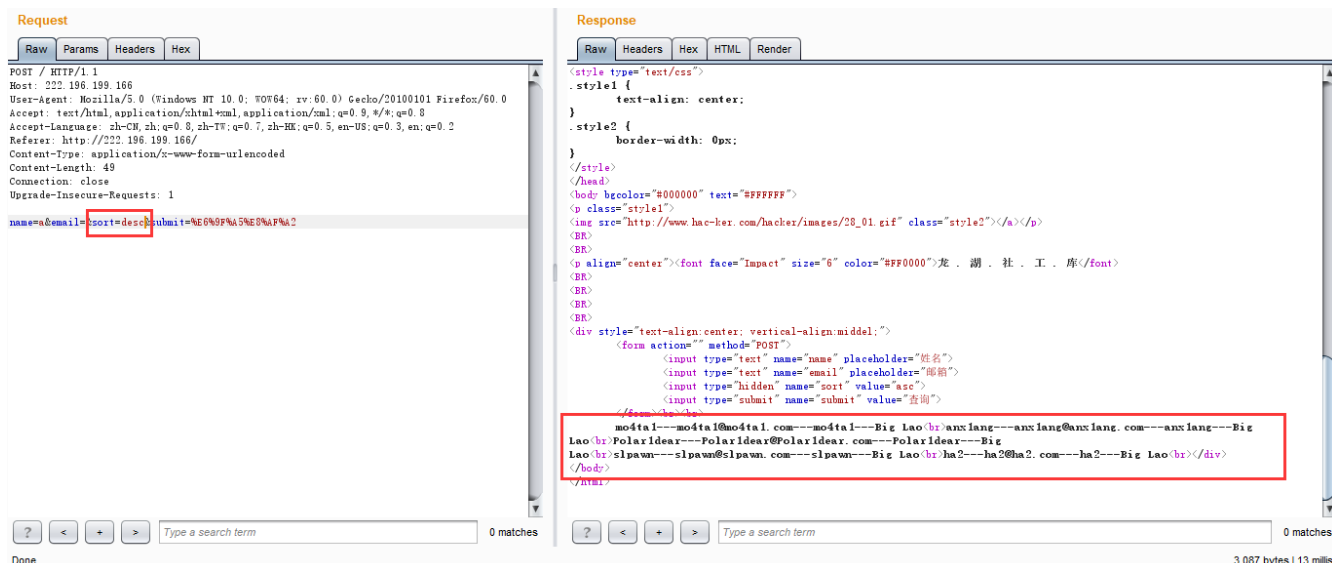 Request
Raw Params Headers Hex
POST / HTTP/1.1
Host: 222.196.199.166
User-Agent: Mozilla/5.0 (Windows NT 10.0; WOW64; rv:60.0) Gecko/20100101 Firefox/60.0
Accept: text/html,application/xhtml+xml,application/xml;q=0.9,*/*;q=0.8
Accept-Language: zh-CN,zh;q=0.8,zh-TW;q=0.7,zh-HK;q=0.5,en-US;q=0.3,en;q=0.2
Referer: http://222.196.199.166/
Content-Type: application/x-www-form-urlencoded
Content-Length: 49
Connection: close
Upgrade-Insecure-Requests: 1
name=a&email=&sort=desc&submit=%E6%9F%A5%E8%AF%A2
? < + > Type a search term 0 matches
Done
Response
Raw Headers Hex HTML Render
<style type="text/css">
.style1 {
text-align: center;
}
.style2 {
border-width: 0px;
}
</style>
</head>
<body bgcolor="#000000" text="#FFFFFF">
<p class="style1">
<img src="http://www.hac-ker.com/hacker/images/28_01.gif" class="style2"></a></p>
<BR>
<BR>
<p align="center"><font face="Impact" size="6" color="#FF0000">龙 . 湖 . 社 . 工 . 库</font>
<BR>
<BR>
<BR>
<BR>
<div style="text-align:center; vertical-align:middel;">
<form action="" method="POST">
<input type="text" name="name" placeholder="姓名">
<input type="text" name="email" placeholder="邮箱">
<input type="hidden" name="sort" value="asc">
<input type="submit" name="submit" value="查询">
</form><br><br>
mo4ta1---mo4ta1@mo4ta1.com---mo4ta1---Big Lao<br>anx1ang---anx1ang@anx1ang.com---anx1ang---Big
Lao<br>Polar1dear---Polar1dear@Polar1dear.com---Polar1dear---Big
Lao<br>slpawn---slpawn@slpawn.com---slpawn---Big Lao<br>ha2---ha2@ha2.com---ha2---Big Lao<br></div>
</body>
</html>
? < + > Type a search term 0 matches
3,087 bytes | 13 millis